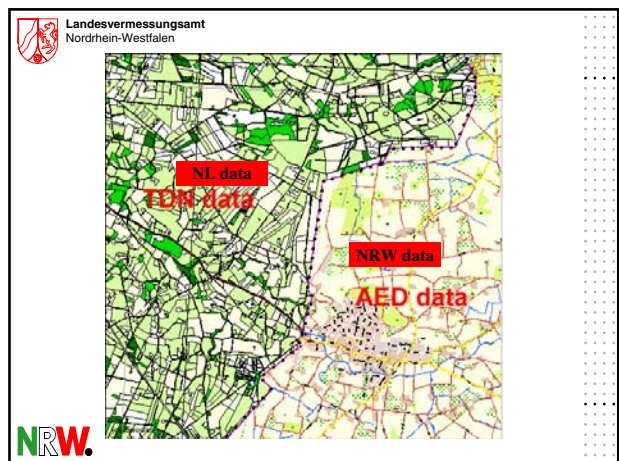 Landesvermessungsamt
Nordrhein-Westfalen
NL data
TDN data
NRW data
AED data
NRW.